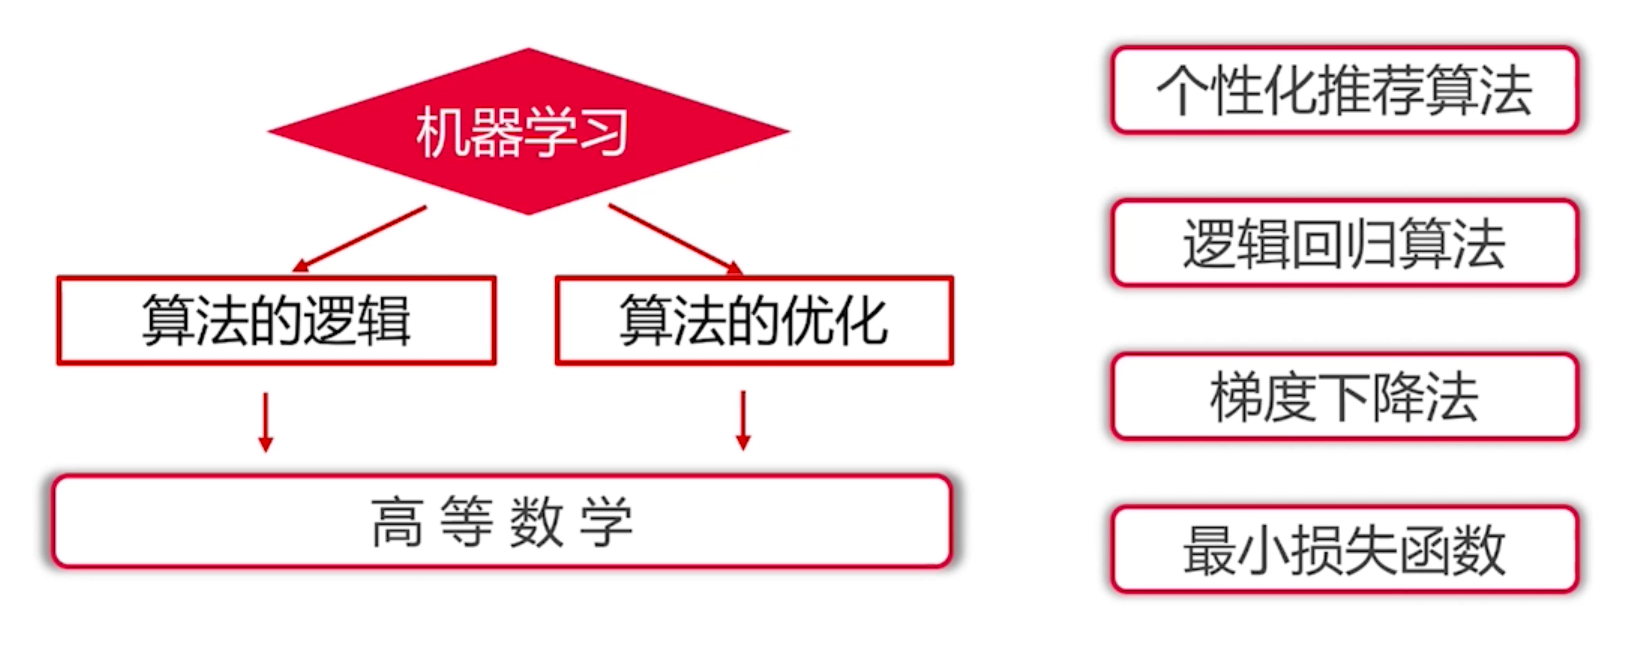 机器学习
算法的逻辑
算法的优化
高等数学
个性化推荐算法
逻辑回归算法
梯度下降法
最小损失函数